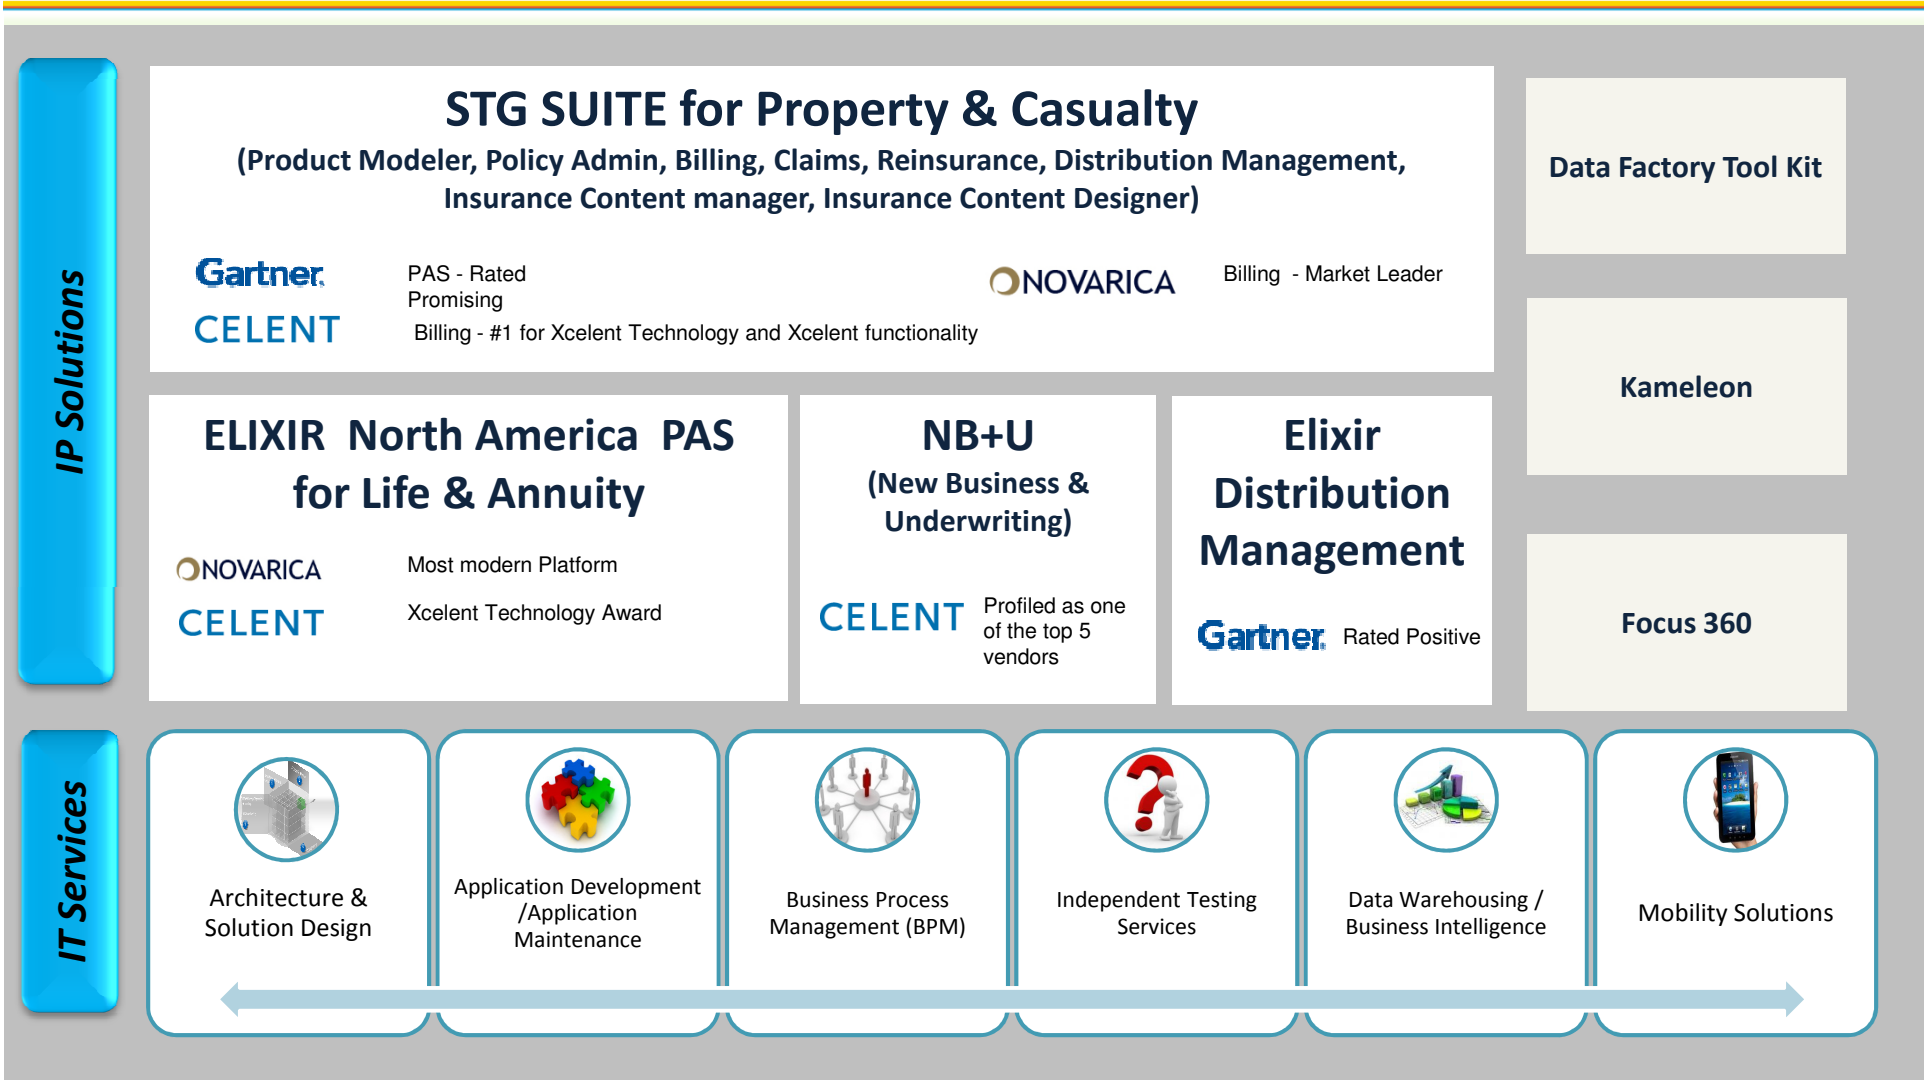 IP Solutions
STG SUITE for Property & Casualty
(Product Modeler, Policy Admin, Billing, Claims, Reinsurance, Distribution Management,
Insurance Content manager, Insurance Content Designer)
Gartner.
PAS - Rated
Promising
NOVARICA
Billing - Market Leader
CELENT
Billing - #1 for Xcelent Technology and Xcelent functionality
Data Factory Tool Kit
Kameleon
Focus 360
ELIXIR North America PAS
for Life & Annuity
NOVARICA
Most modern Platform
CELENT
Xcelent Technology Award
NB+U
(New Business &
Underwriting)
CELENT
Profiled as one
of the top 5
vendors
Elixir
Distribution
Management
Gartner.
Rated Positive
IT Services
Architecture &
Solution Design
Application Development
/Application
Maintenance
Business Process
Management (BPM)
Independent Testing
Services
Data Warehousing /
Business Intelligence
Mobility Solutions